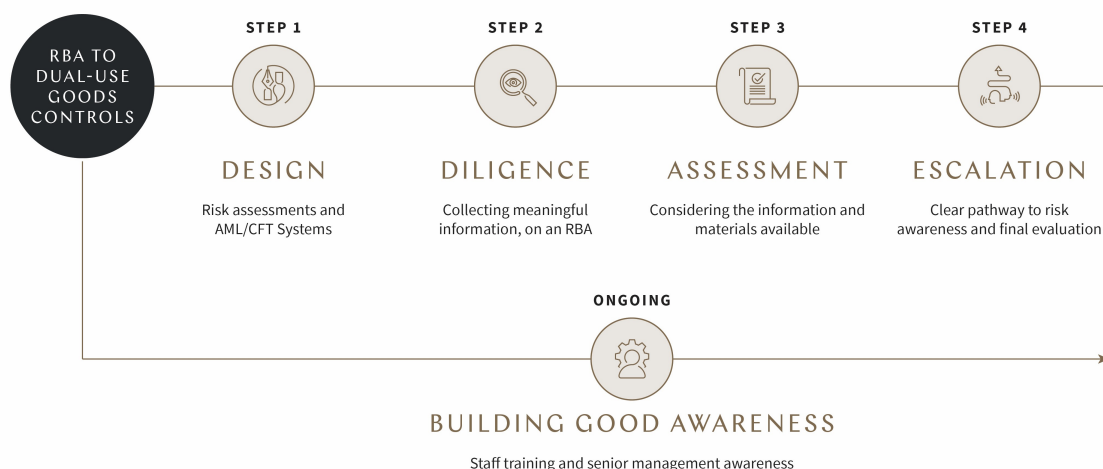 RBA TO
DUAL-USE
GOODS
CONTROLS
STEP 1
DESIGN
Risk assessments and
AML/CFT Systems
STEP 2
DILIGENCE
Collecting meaningful
information, on an RBA
STEP 3
ASSESSMENT
Considering the information and
materials available
STEP 4
ESCALATION
Clear pathway to risk
awareness and final evaluation
ONGOING
BUILDING GOOD AWARENESS
Staff training and senior management awareness